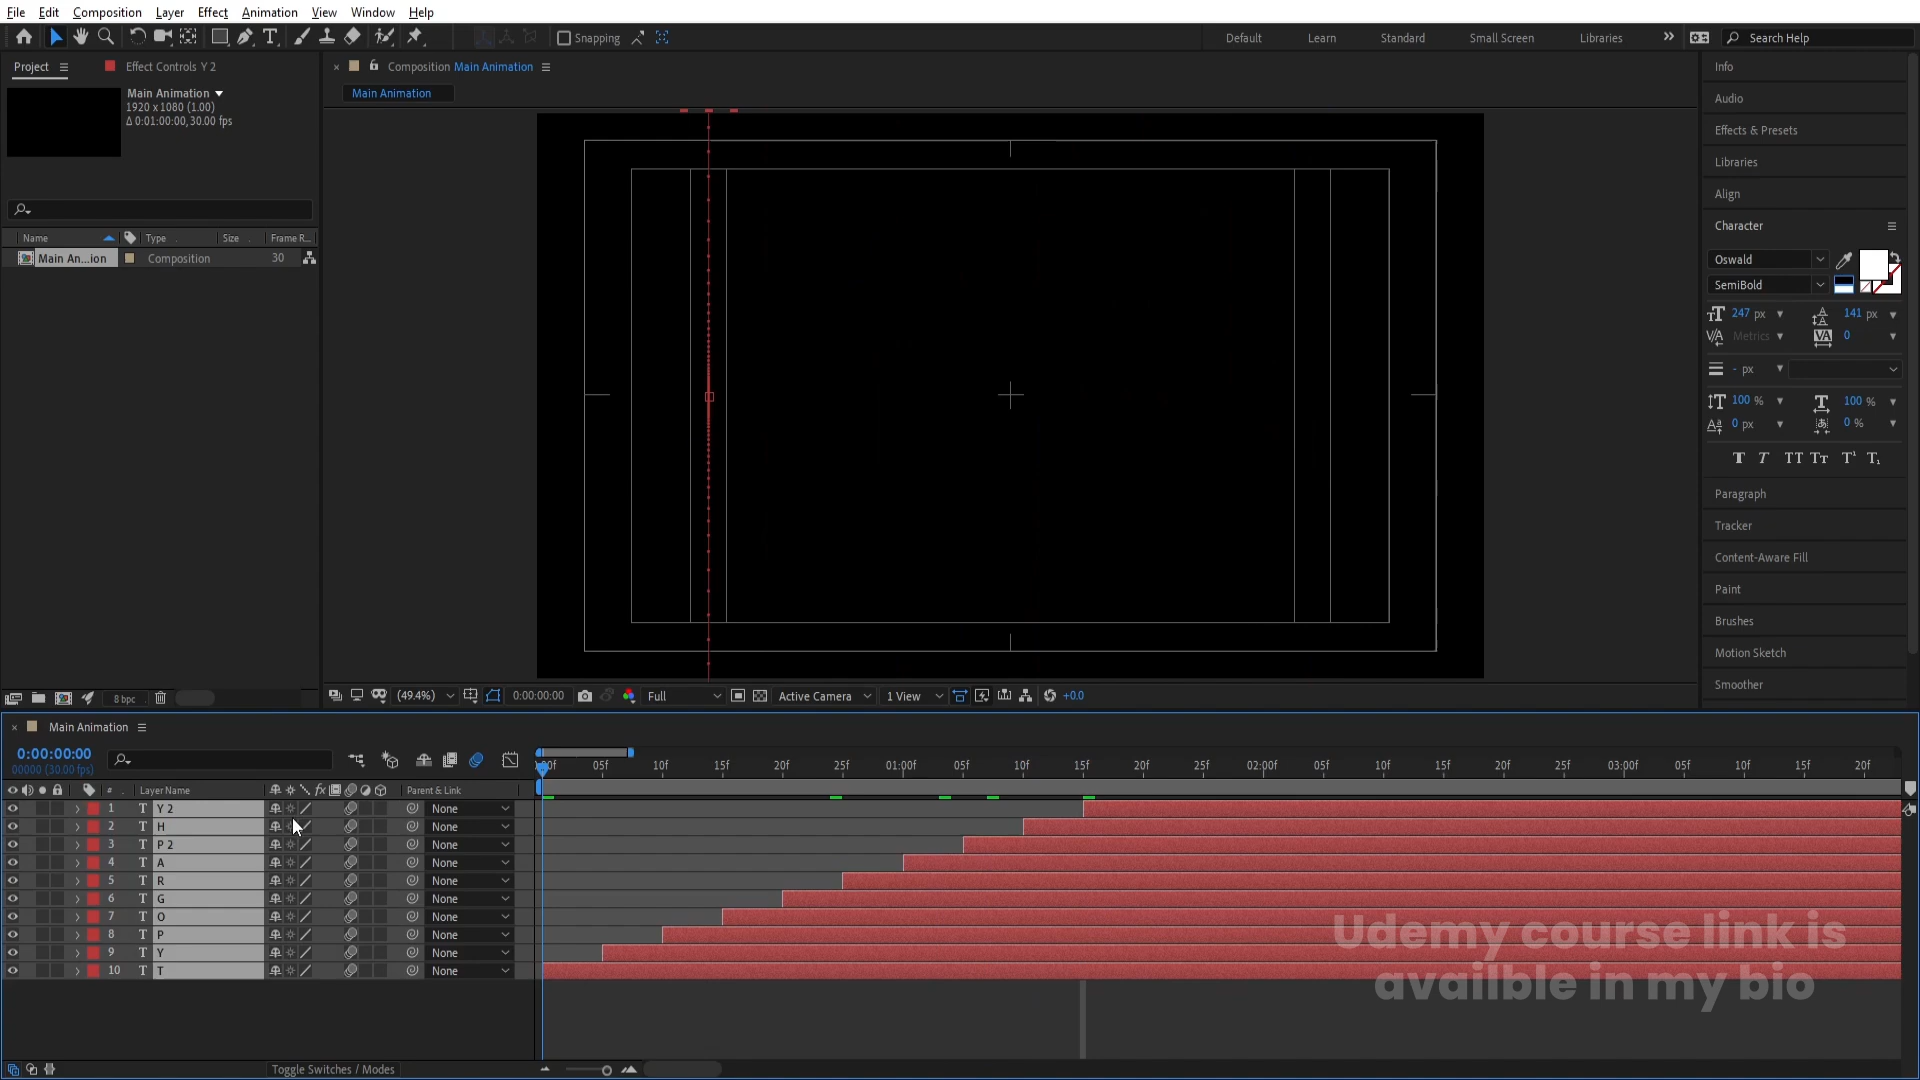 File Edit Composition Layer Effect Animation View Window Help
Snapping
Default Learn Standard Small Screen Libraries
Search Help
Project
Effect Controls Y 2
Composition Main Animation
Main Animation
Main Animation
1920 x 1080 (1.00)
Δ 0:01:00:00, 30.00 fps
Name Type Size Frame R...
Main An...ion Composition 30
8 bpc
(49.4%) 0:00:00:00 Full Active Camera 1 View +0.0
Info
Audio
Effects & Presets
Libraries
Align
Character
Oswald
SemiBold
247 px 141 px
Metrics 0
- px
100 % 100 %
0 px 0 %
Paragraph
Tracker
Content-Aware Fill
Paint
Brushes
Motion Sketch
Smoother
Main Animation
0:00:00:00
00000 (30.00 fps)
05f 10f 15f 20f 25f 01:00f 05f 10f 15f 20f 25f 02:00f 05f 10f 15f 20f 25f 03:00f 05f 10f 15f 20f
# Layer Name Parent & Link
1 T Y 2 None
2 T H None
3 T P 2 None
4 T A None
5 T R None
6 T G None
7 T O None
8 T P None
9 T Y None
10 T T None
Udemy course link is
availble in my bio
Toggle Switches / Modes